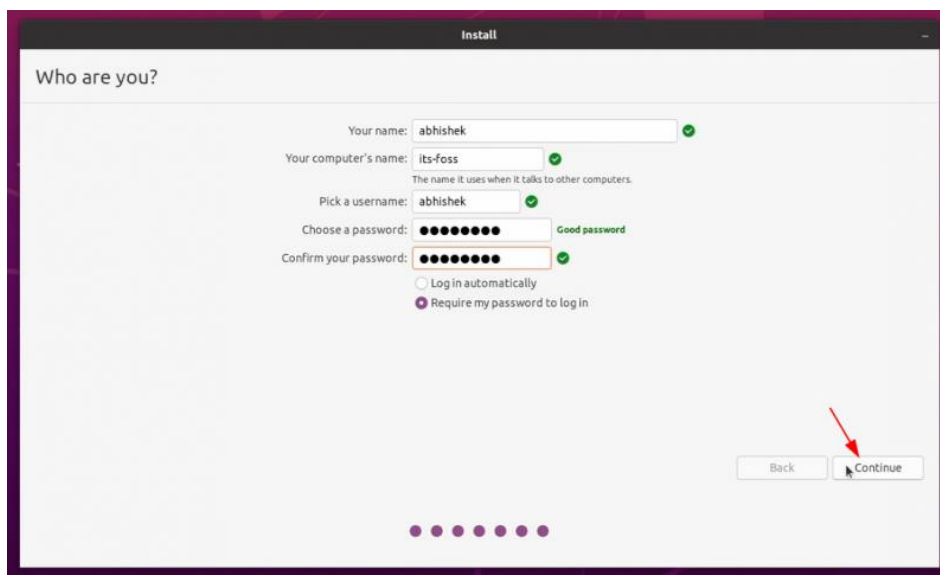 Install
Who are you?
Your name: abhishek
Your computer's name: its-foss
The name it uses when it talks to other computers.
Pick a username: abhishek
Choose a password: ●●●●●●●● Good password
Confirm your password: ●●●●●●●●
Log in automatically
Require my password to log in
Back Continue